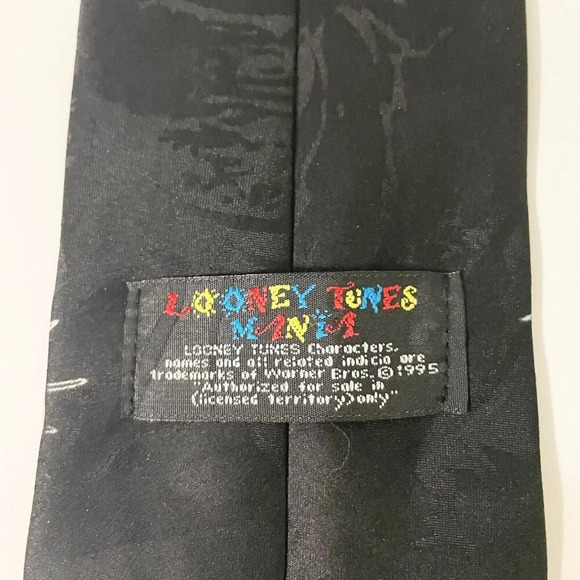 LOONEY TUNES
MANIA
LOONEY TUNES Characters,
names and all related indicia are
trademarks of Warner Bros. © 1995
"Authorized for sale in
(licensed territory) only"